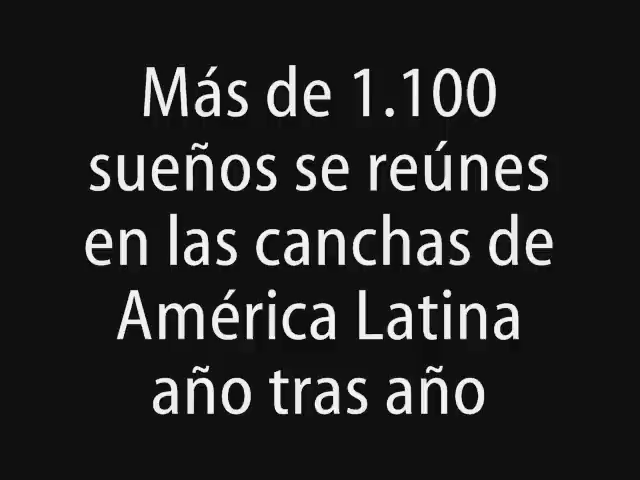 Más de 1.100
sueños se reúnes
en las canchas de
América Latina
año tras año